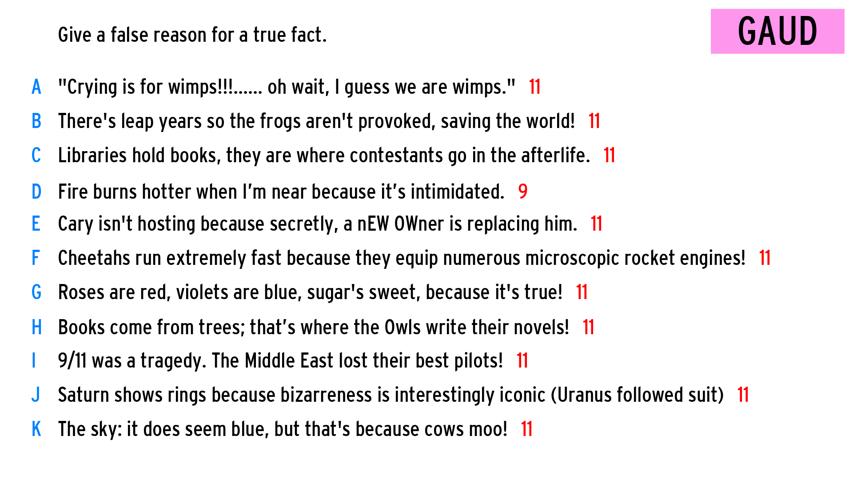 Give a false reason for a true fact.
GAUD
A "Crying is for wimps!!!...... oh wait, I guess we are wimps." 11
B There's leap years so the frogs aren't provoked, saving the world! 11
C Libraries hold books, they are where contestants go in the afterlife. 11
D Fire burns hotter when I’m near because it’s intimidated. 9
E Cary isn't hosting because secretly, a nEW OWner is replacing him. 11
F Cheetahs run extremely fast because they equip numerous microscopic rocket engines! 11
G Roses are red, violets are blue, sugar's sweet, because it's true! 11
H Books come from trees; that’s where the Owls write their novels! 11
I 9/11 was a tragedy. The Middle East lost their best pilots! 11
J Saturn shows rings because bizarreness is interestingly iconic (Uranus followed suit) 11
K The sky: it does seem blue, but that's because cows moo! 11